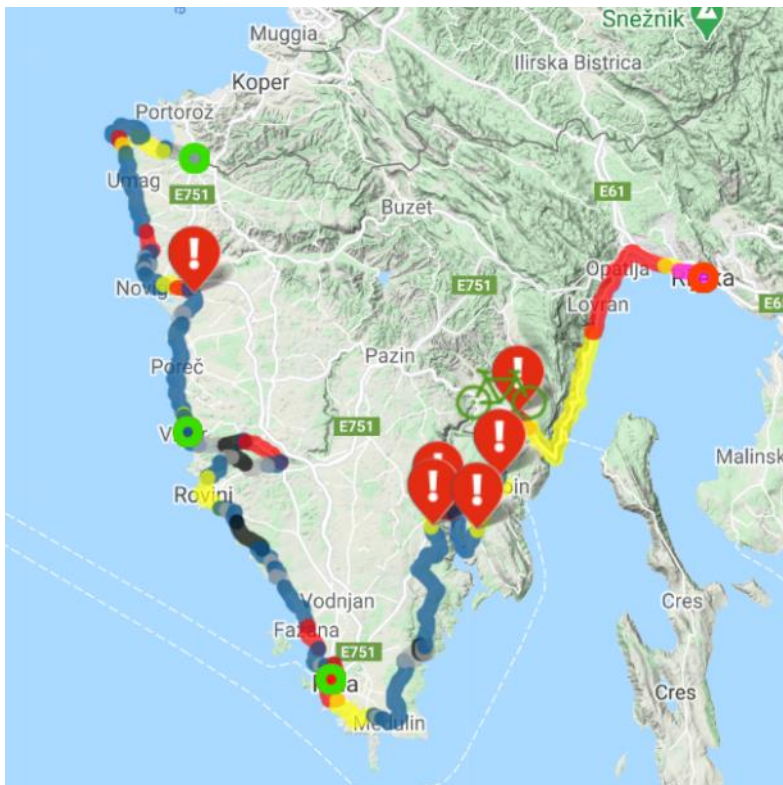 Snežnik
Muggia
Ilirska Bistrica
Koper
Portorož
E61
Umag
E751
Buzet
Opatija
E751
Lovran
Poreč
Pazin
E751
Malinsk
Rovinj
Vodnjan
Cres
Fažana
E751
Cres
Medulin